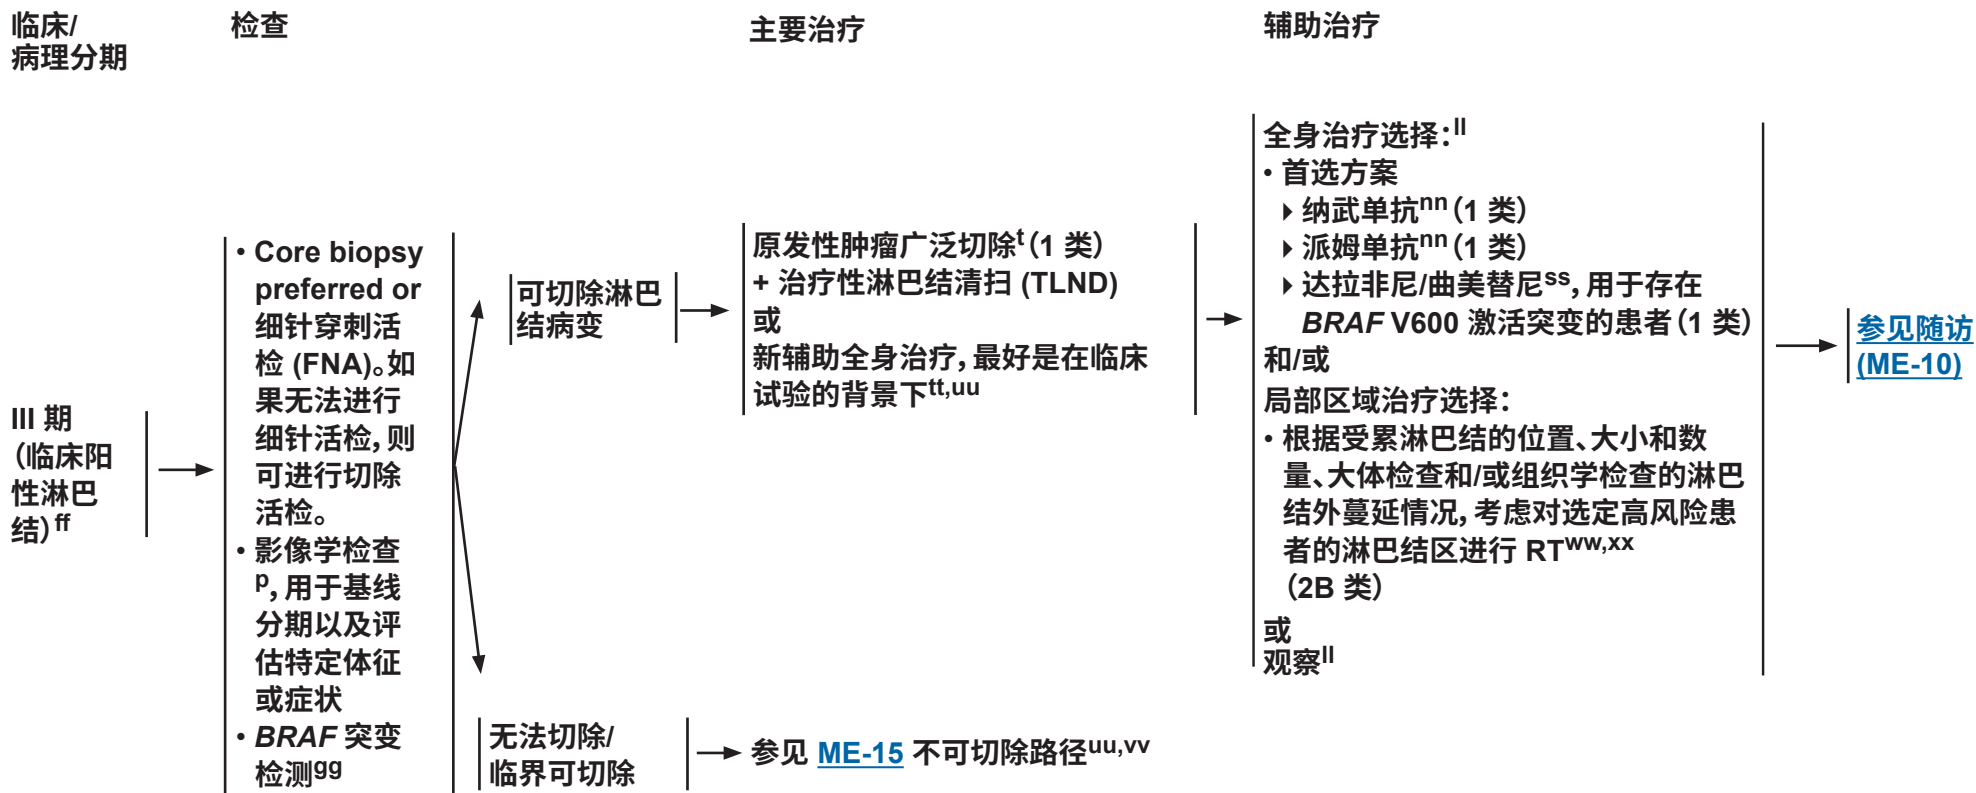 临床/
病理分期
检查
主要治疗
辅助治疗
III 期
（临床阳
性淋巴
结）ff
• Core biopsy
preferred or
细针穿刺活
检 (FNA)。如
果无法进行
细针活检，则
可进行切除
活检。
• 影像学检查
p，用于基线
分期以及评
估特定体征
或症状
• BRAF 突变
检测gg
可切除淋巴
结病变
原发性肿瘤广泛切除t（1 类）
+ 治疗性淋巴结清扫 (TLND)
或
新辅助全身治疗，最好是在临床
试验的背景下tt,uu
全身治疗选择：ll
• 首选方案
纳武单抗nn（1 类）
派姆单抗nn（1 类）
达拉非尼/曲美替尼ss，用于存在
BRAF V600 激活突变的患者（1 类）
和/或
局部区域治疗选择：
• 根据受累淋巴结的位置、大小和数
量、大体检查和/或组织学检查的淋巴
结外蔓延情况，考虑对选定高风险患
者的淋巴结区进行 RTww,xx
（2B 类）
或
观察ll
参见随访
(ME-10)
无法切除/
临界可切除
参见 ME-15 不可切除路径uu,vv